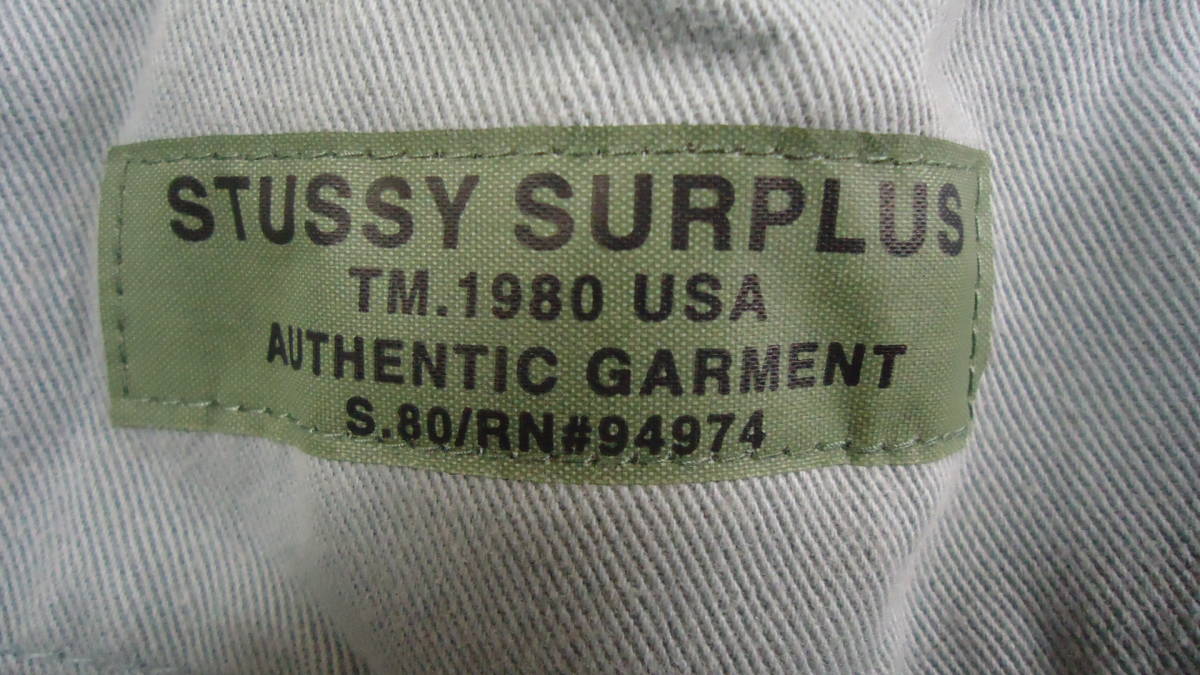 STUSSY SURPLUS
TM.1980 USA
AUTHENTIC GARMENT
S.80/RN#94974